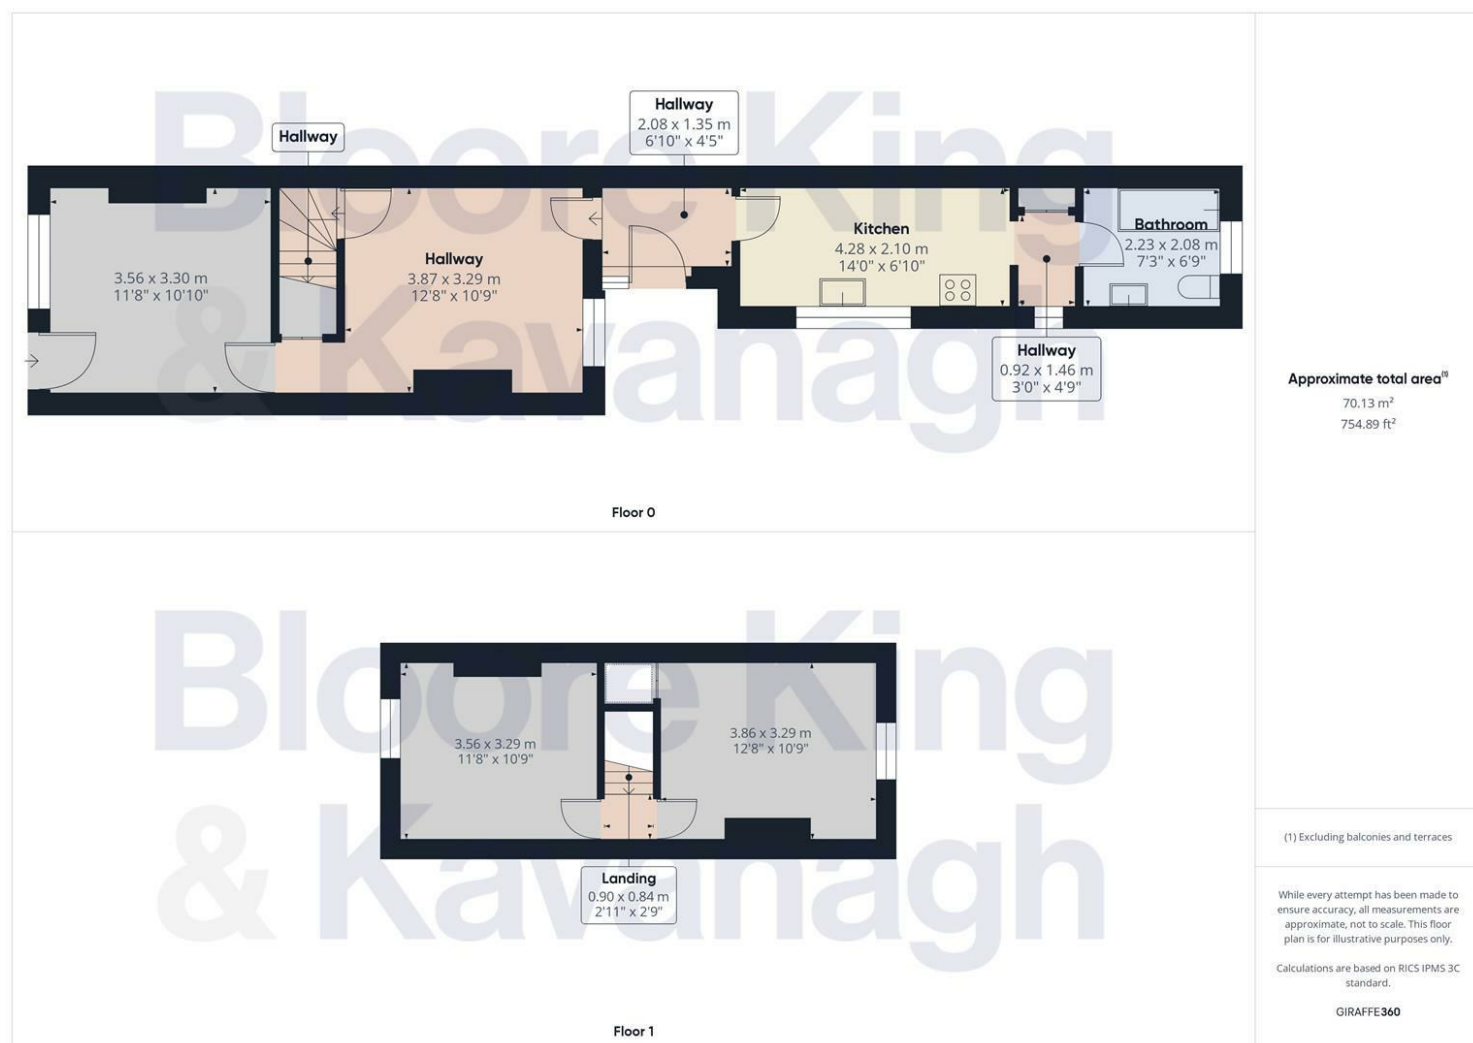 Bloore King
& Kavanagh
Hallway
Hallway
2.08 x 1.35 m
6'10" x 4'5"
3.56 x 3.30 m
11'8" x 10'10"
Hallway
3.87 x 3.29 m
12'8" x 10'9"
Kitchen
4.28 x 2.10 m
14'0" x 6'10"
Bathroom
2.23 x 2.08 m
7'3" x 6'9"
Hallway
0.92 x 1.46 m
3'0" x 4'9"
Floor 0
Bloore King
& Kavanagh
3.56 x 3.29 m
11'8" x 10'9"
3.86 x 3.29 m
12'8" x 10'9"
Landing
0.90 x 0.84 m
2'11" x 2'9"
Floor 1
Approximate total area(1)
70.13 m²
754.89 ft²
(1) Excluding balconies and terraces
While every attempt has been made to
ensure accuracy, all measurements are
approximate, not to scale. This floor
plan is for illustrative purposes only.
Calculations are based on RICS IPMS 3C
standard.
GIRAFFE360